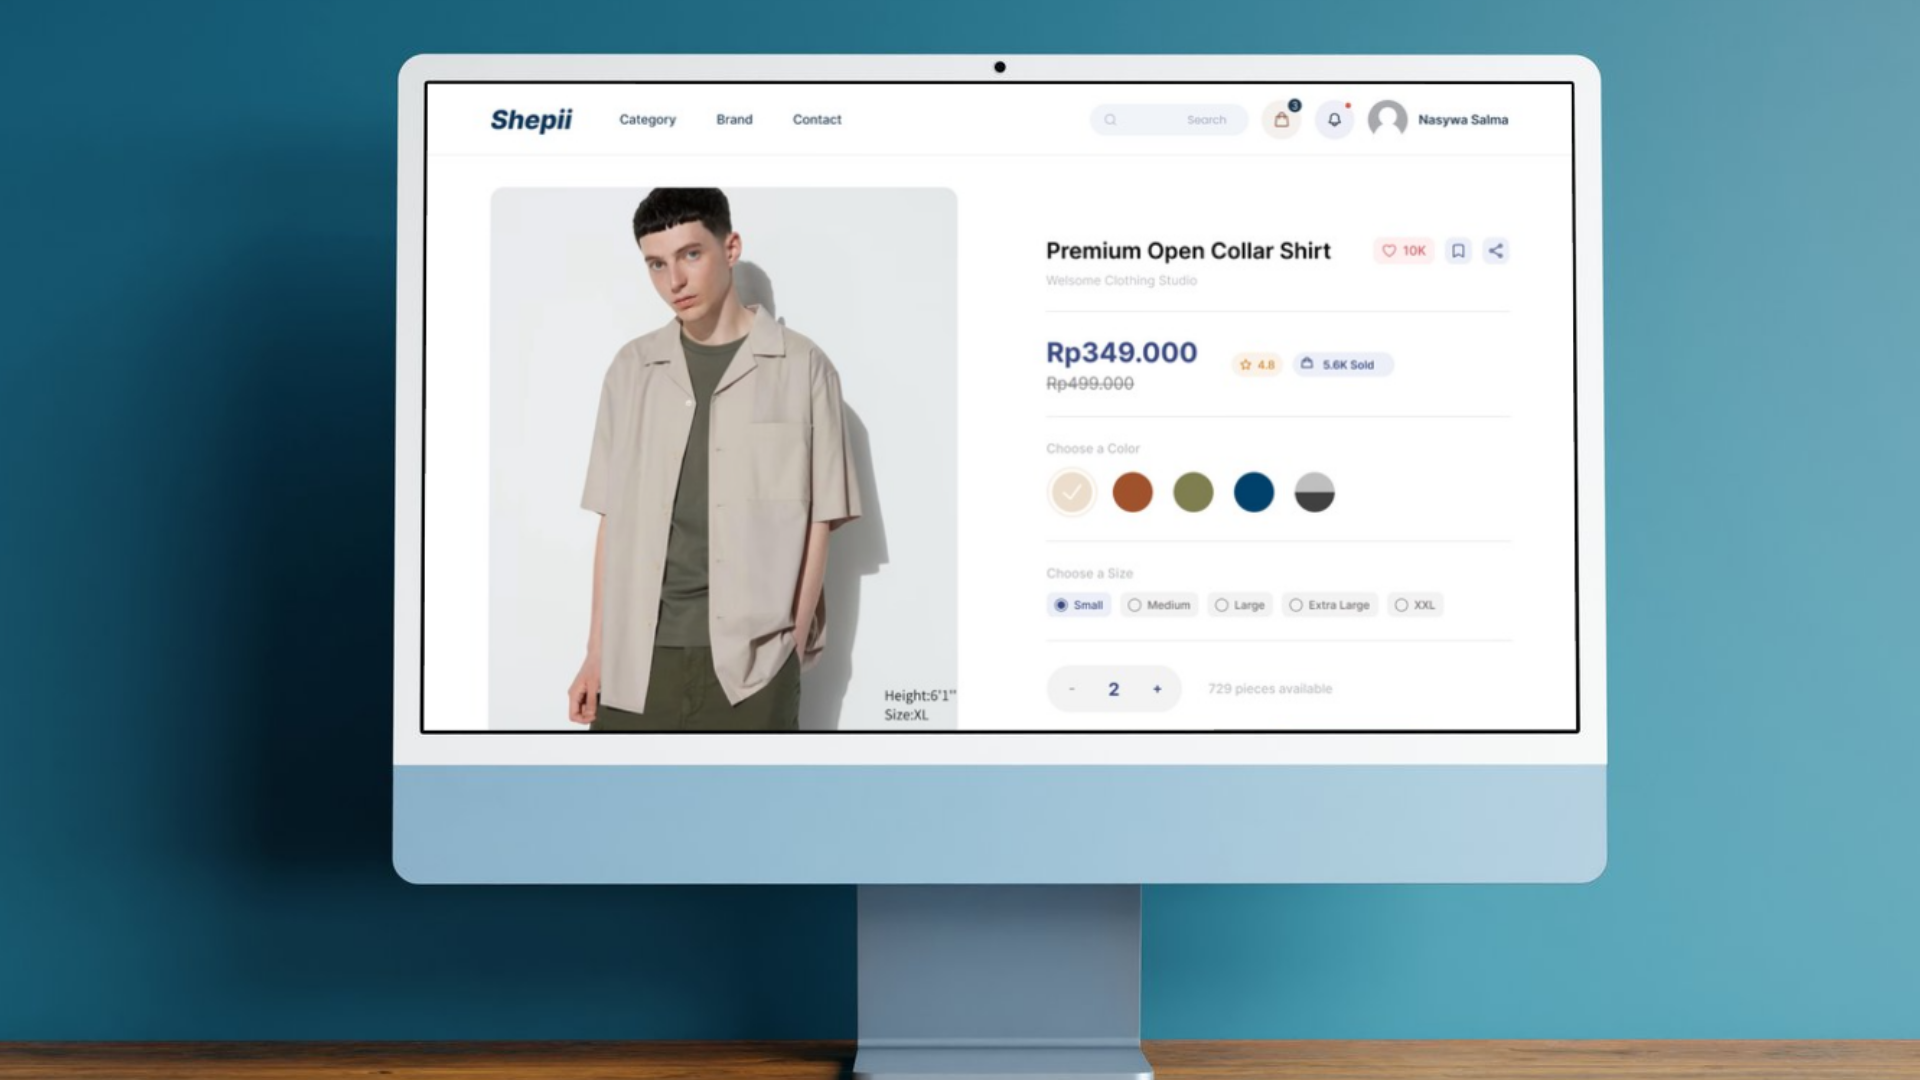 Shepii
Category
Brand
Contact
Search
3
Nasywa Salma
Premium Open Collar Shirt
10K
Welsome Clothing Studio
Rp349.000
4.8
5.6K Sold
Rp499.000
Choose a Color
Choose a Size
Small
Medium
Large
Extra Large
XXL
- 2 +
729 pieces available
Height:6'1"
Size:XL